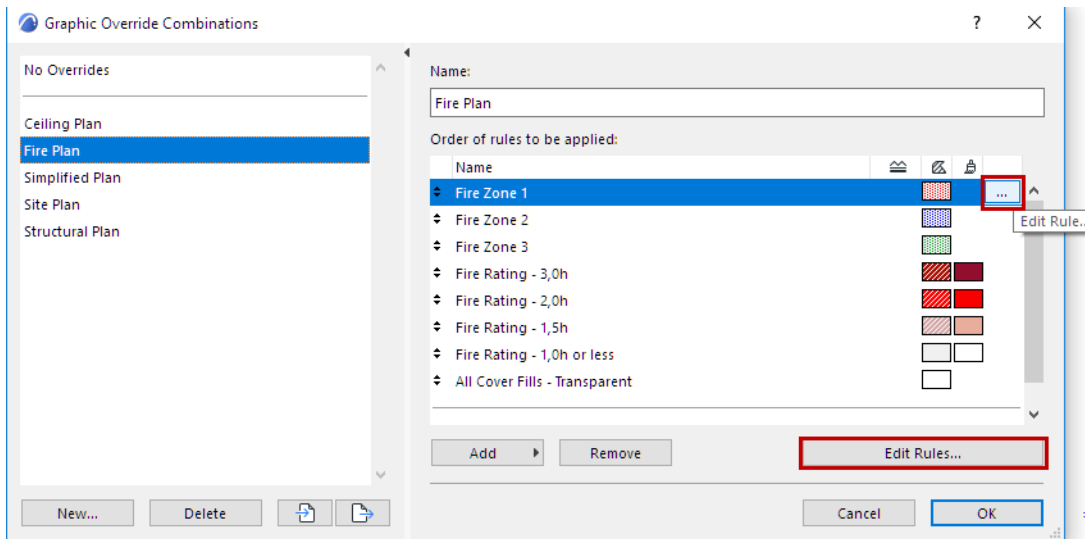 Graphic Override Combinations
?
No Overrides
Ceiling Plan
Fire Plan
Simplified Plan
Site Plan
Structural Plan
New...
Delete
Name:
Fire Plan
Order of rules to be applied:
Name
Fire Zone 1
...
Edit Rule..
Fire Zone 2
Fire Zone 3
Fire Rating - 3,0h
Fire Rating - 2,0h
Fire Rating - 1,5h
Fire Rating - 1,0h or less
All Cover Fills - Transparent
Add
Remove
Edit Rules...
Cancel
OK